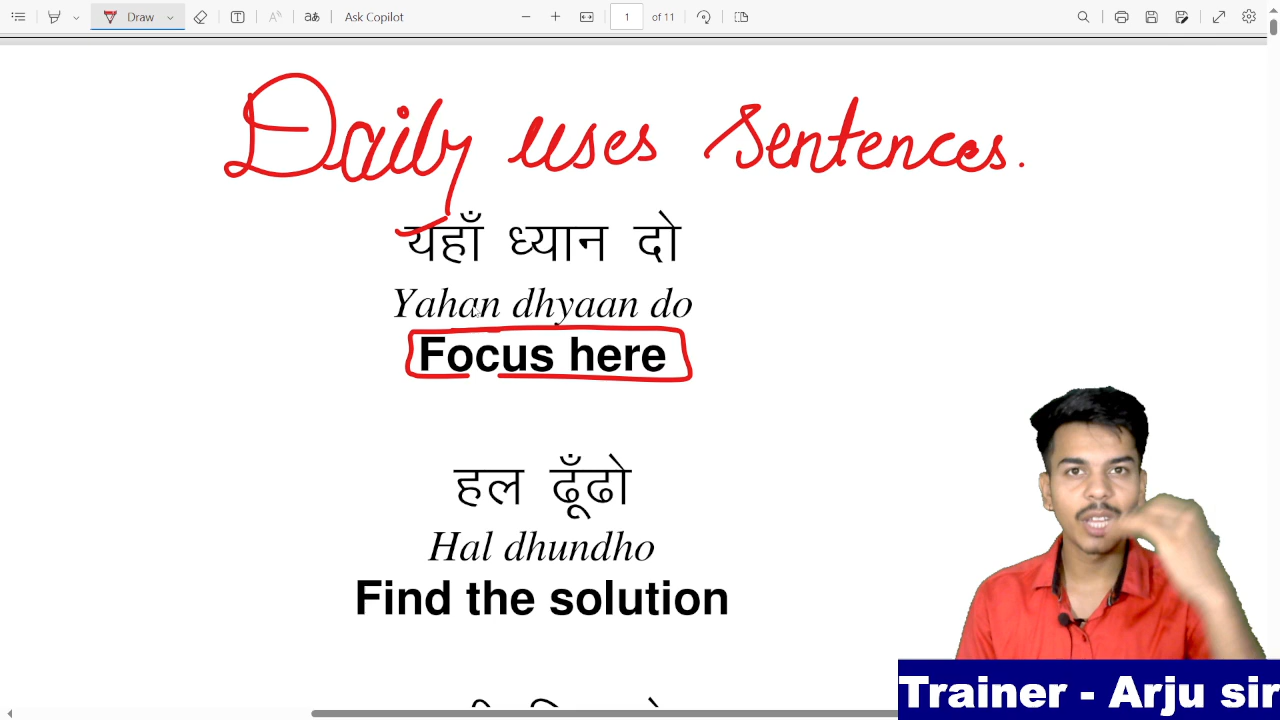 Draw
Ask Copilot
1 of 11
Daily uses sentences.
यहाँ ध्यान दो
Yahan dhyaan do
Focus here
हल ढूँढो
Hal dhundho
Find the solution
Trainer - Arju sir